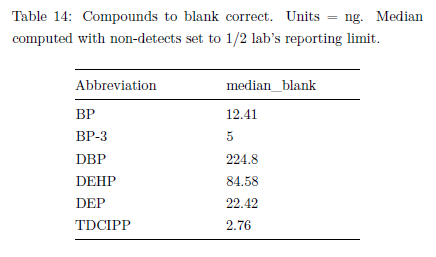 Table 14: Compounds to blank correct. Units = ng. Median
computed with non-detects set to 1/2 lab's reporting limit.
Abbreviation median_blank
BP 12.41
BP-3 5
DBP 224.8
DEHP 84.58
DEP 22.42
TDCIPP 2.76